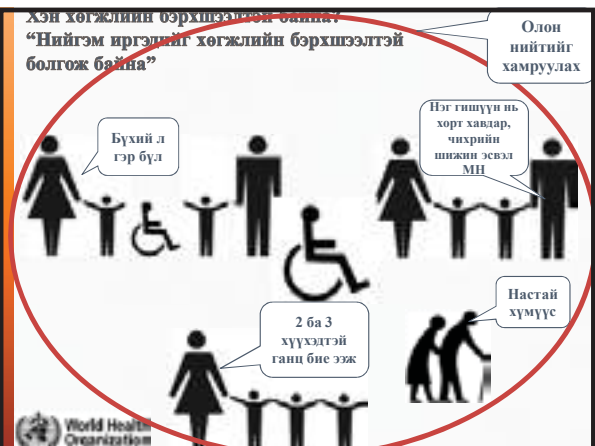 Хэн хөгжлийн бэрхшээлтэй байна?
“Нийгэм иргэдийг хөгжлийн бэрхшээлтэй
болгож байна”
Олон
нийтийг
хамруулах
Бүхий л
гэр бүл
Нэг гишүүн нь
хорт хавдар,
чихрийн
шижин эсвэл
МН
Настай
хүмүүс
2 ба 3
хүүхэдтэй
ганц бие ээж
World Health
Organization